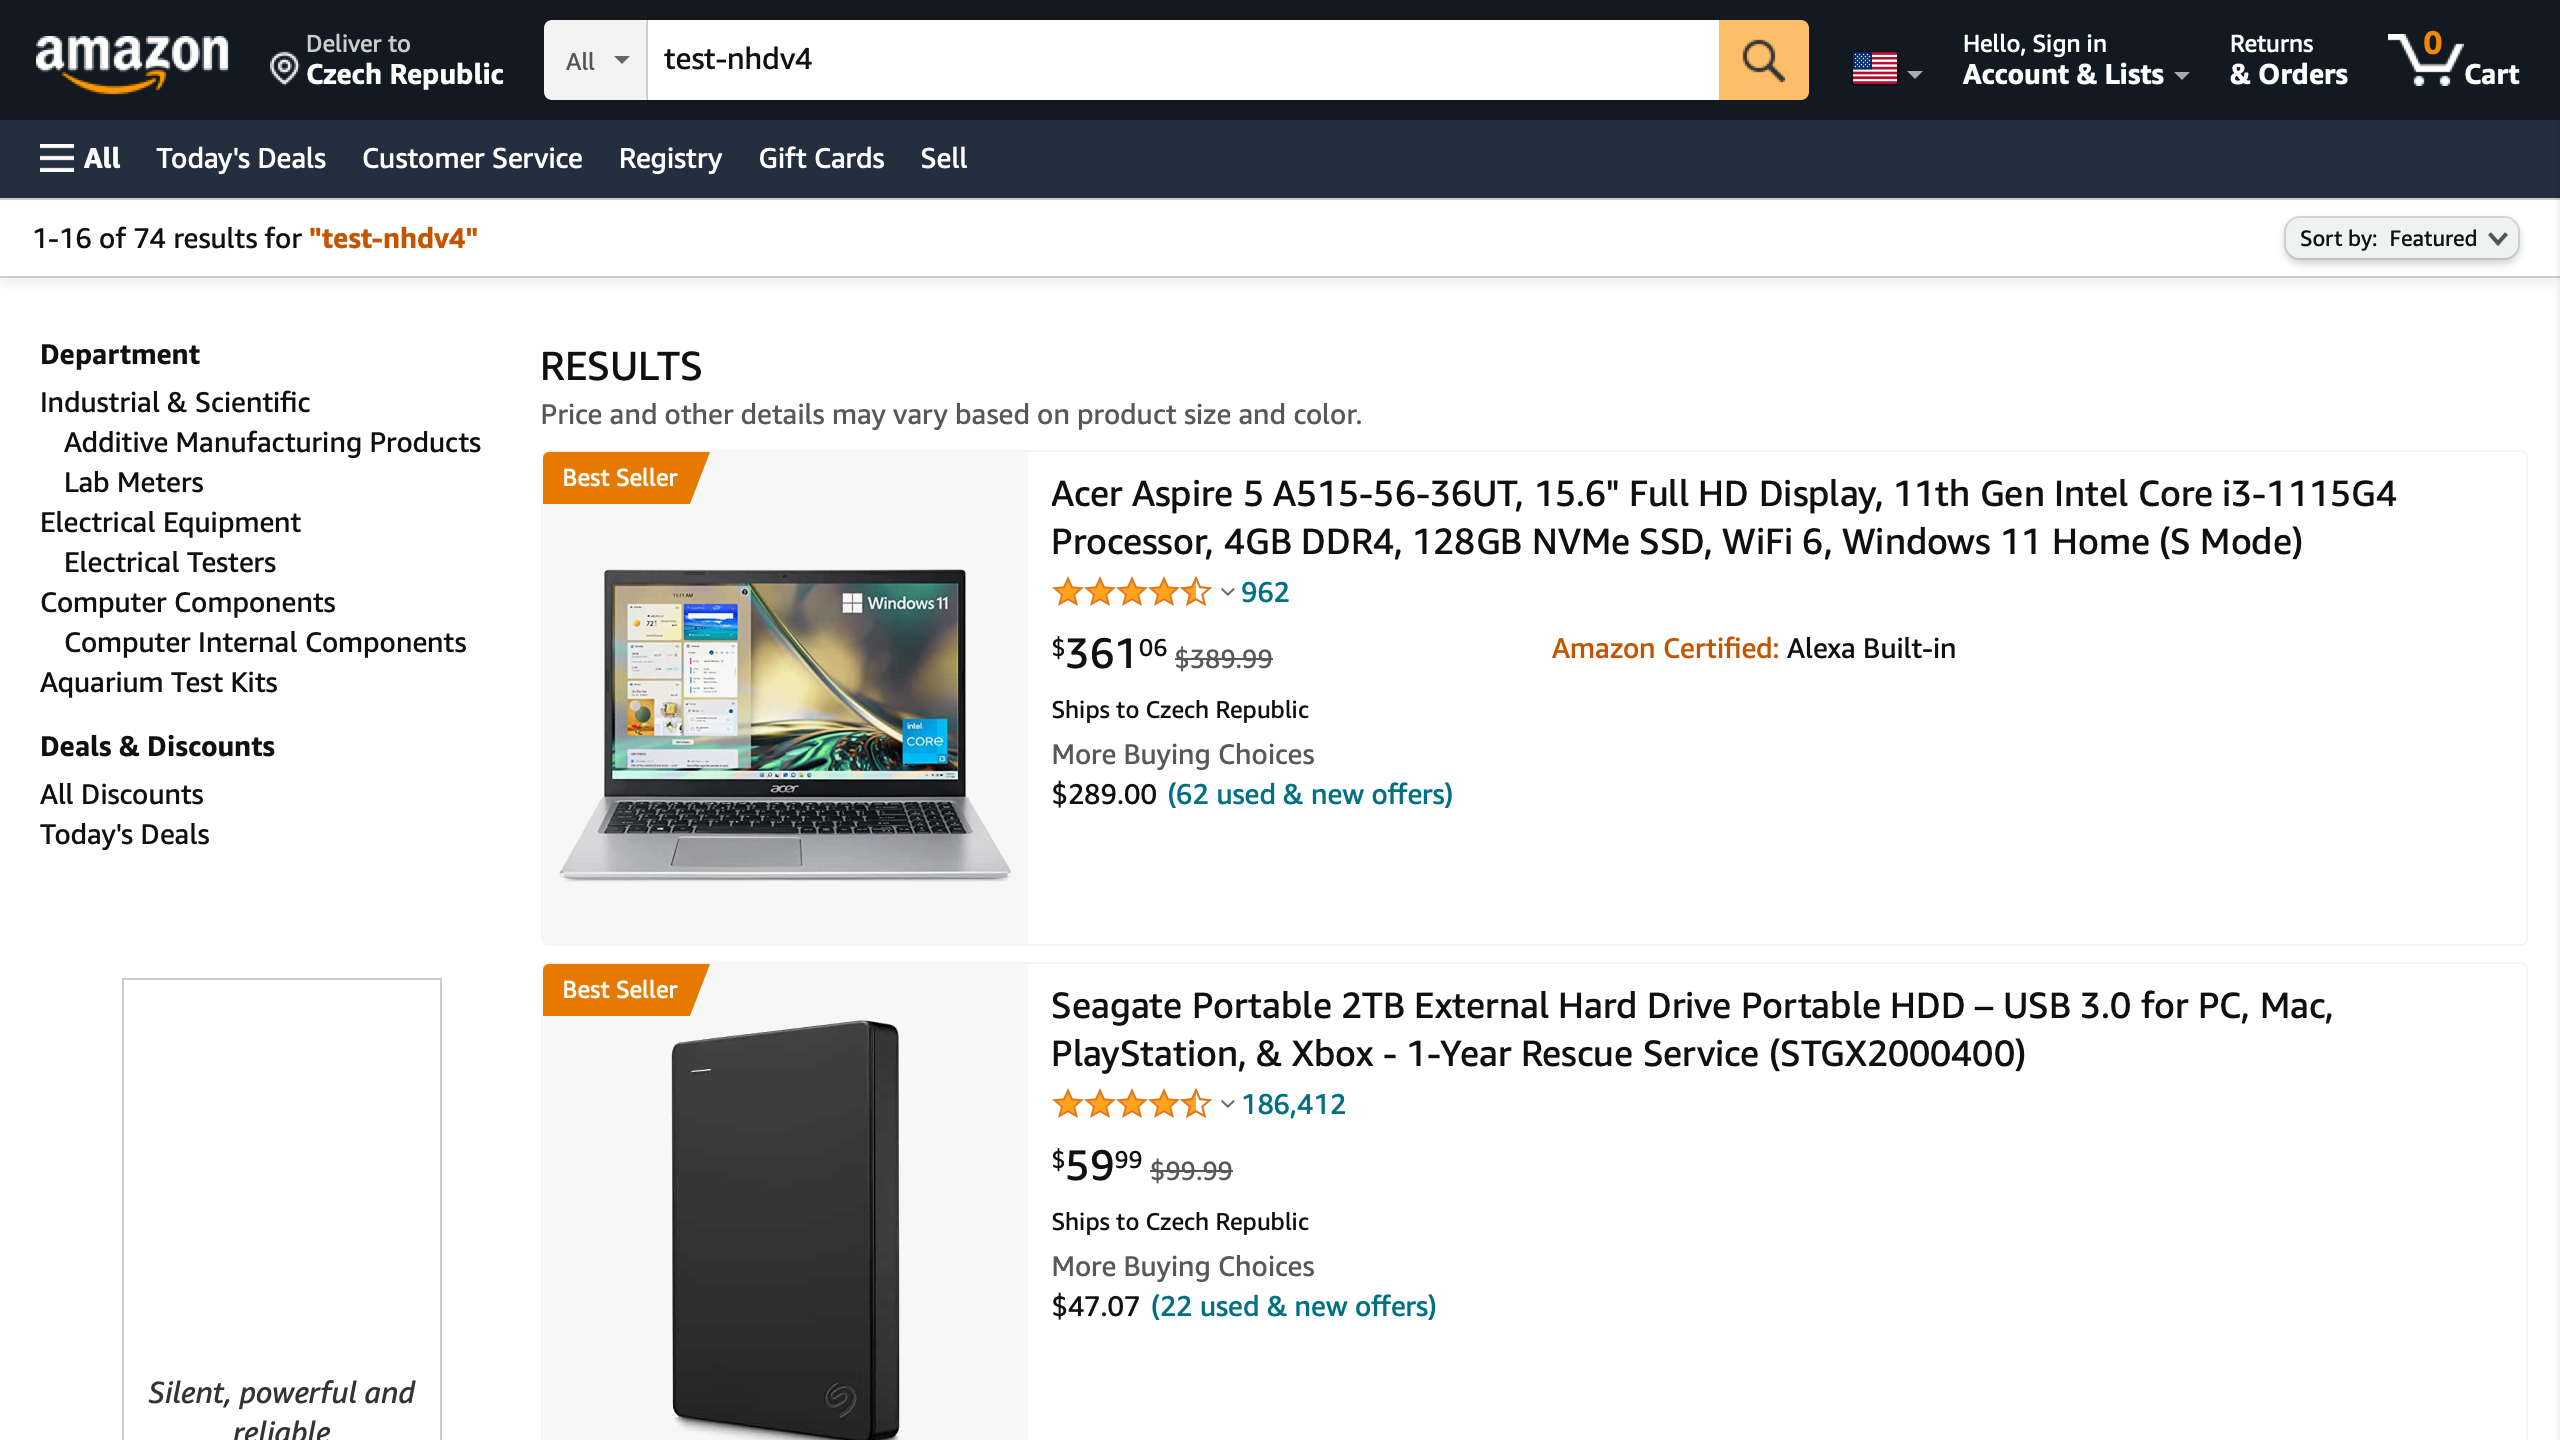 amazon
Deliver to
Czech Republic
All
test-nhdv4
Hello, Sign in
Account & Lists
Returns
& Orders
0
Cart
All
Today's Deals
Customer Service
Registry
Gift Cards
Sell
1-16 of 74 results for "test-nhdv4"
Sort by: Featured
Department
Industrial & Scientific
Additive Manufacturing Products
Lab Meters
Electrical Equipment
Electrical Testers
Computer Components
Computer Internal Components
Aquarium Test Kits
Deals & Discounts
All Discounts
Today's Deals
Silent, powerful and
reliable
RESULTS
Price and other details may vary based on product size and color.
Best Seller
Windows 11
intel
CORE
acer
Acer Aspire 5 A515-56-36UT, 15.6" Full HD Display, 11th Gen Intel Core i3-1115G4
Processor, 4GB DDR4, 128GB NVMe SSD, WiFi 6, Windows 11 Home (S Mode)
962
$361.06 $389.99
Amazon Certified: Alexa Built-in
Ships to Czech Republic
More Buying Choices
$289.00 (62 used & new offers)
Best Seller
Seagate Portable 2TB External Hard Drive Portable HDD – USB 3.0 for PC, Mac,
PlayStation, & Xbox - 1-Year Rescue Service (STGX2000400)
186,412
$59.99 $99.99
Ships to Czech Republic
More Buying Choices
$47.07 (22 used & new offers)